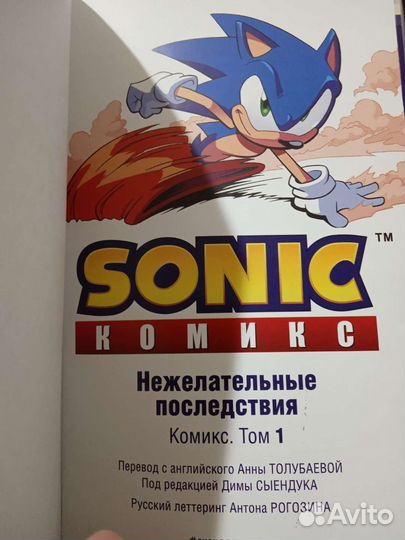 SONIC™
КОМИКС
Нежелательные
последствия
Комикс. Том 1
Перевод с английского Анны ТОЛУБАЕВОЙ
Под редакцией Димы СЫЕНДУКА
Русский леттеринг Антона РОГОЗИНА
Avito